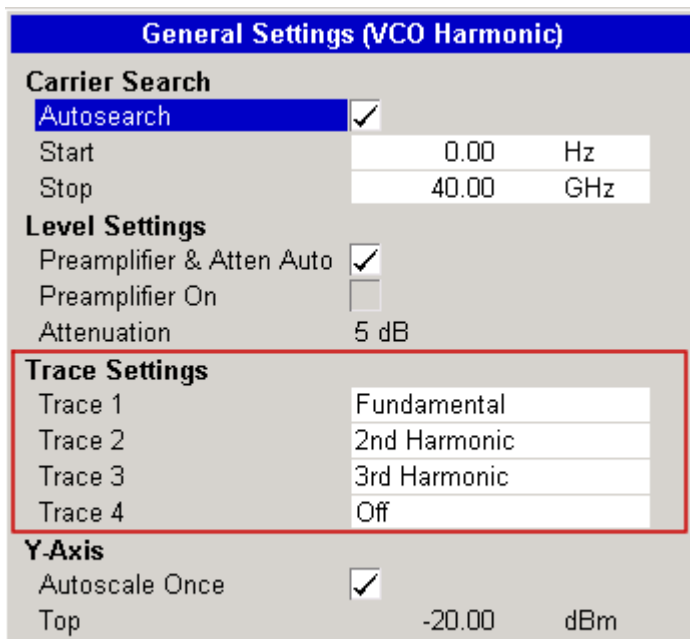 General Settings (VCO Harmonic)
Carrier Search
Autosearch
Start 0.00 Hz
Stop 40.00 GHz
Level Settings
Preamplifier & Atten Auto
Preamplifier On
Attenuation 5 dB
Trace Settings
Trace 1 Fundamental
Trace 2 2nd Harmonic
Trace 3 3rd Harmonic
Trace 4 Off
Y-Axis
Autoscale Once
Top -20.00 dBm